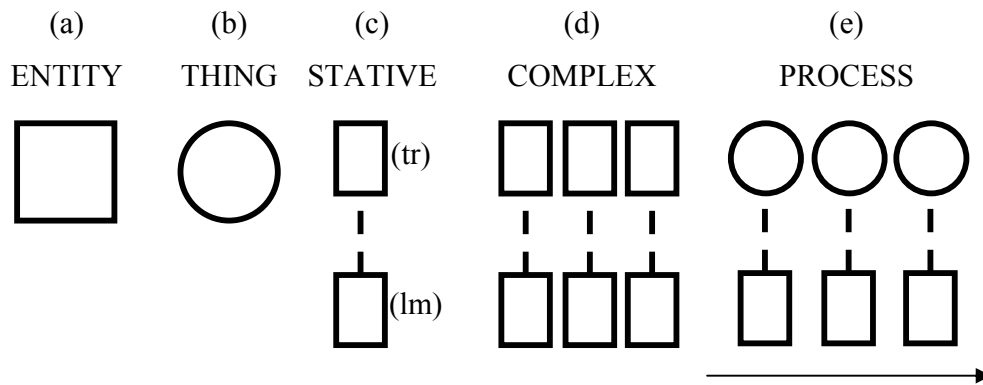 (a) (b) (c) (d) (e)
ENTITY THING STATIVE COMPLEX PROCESS
(tr)
(lm)